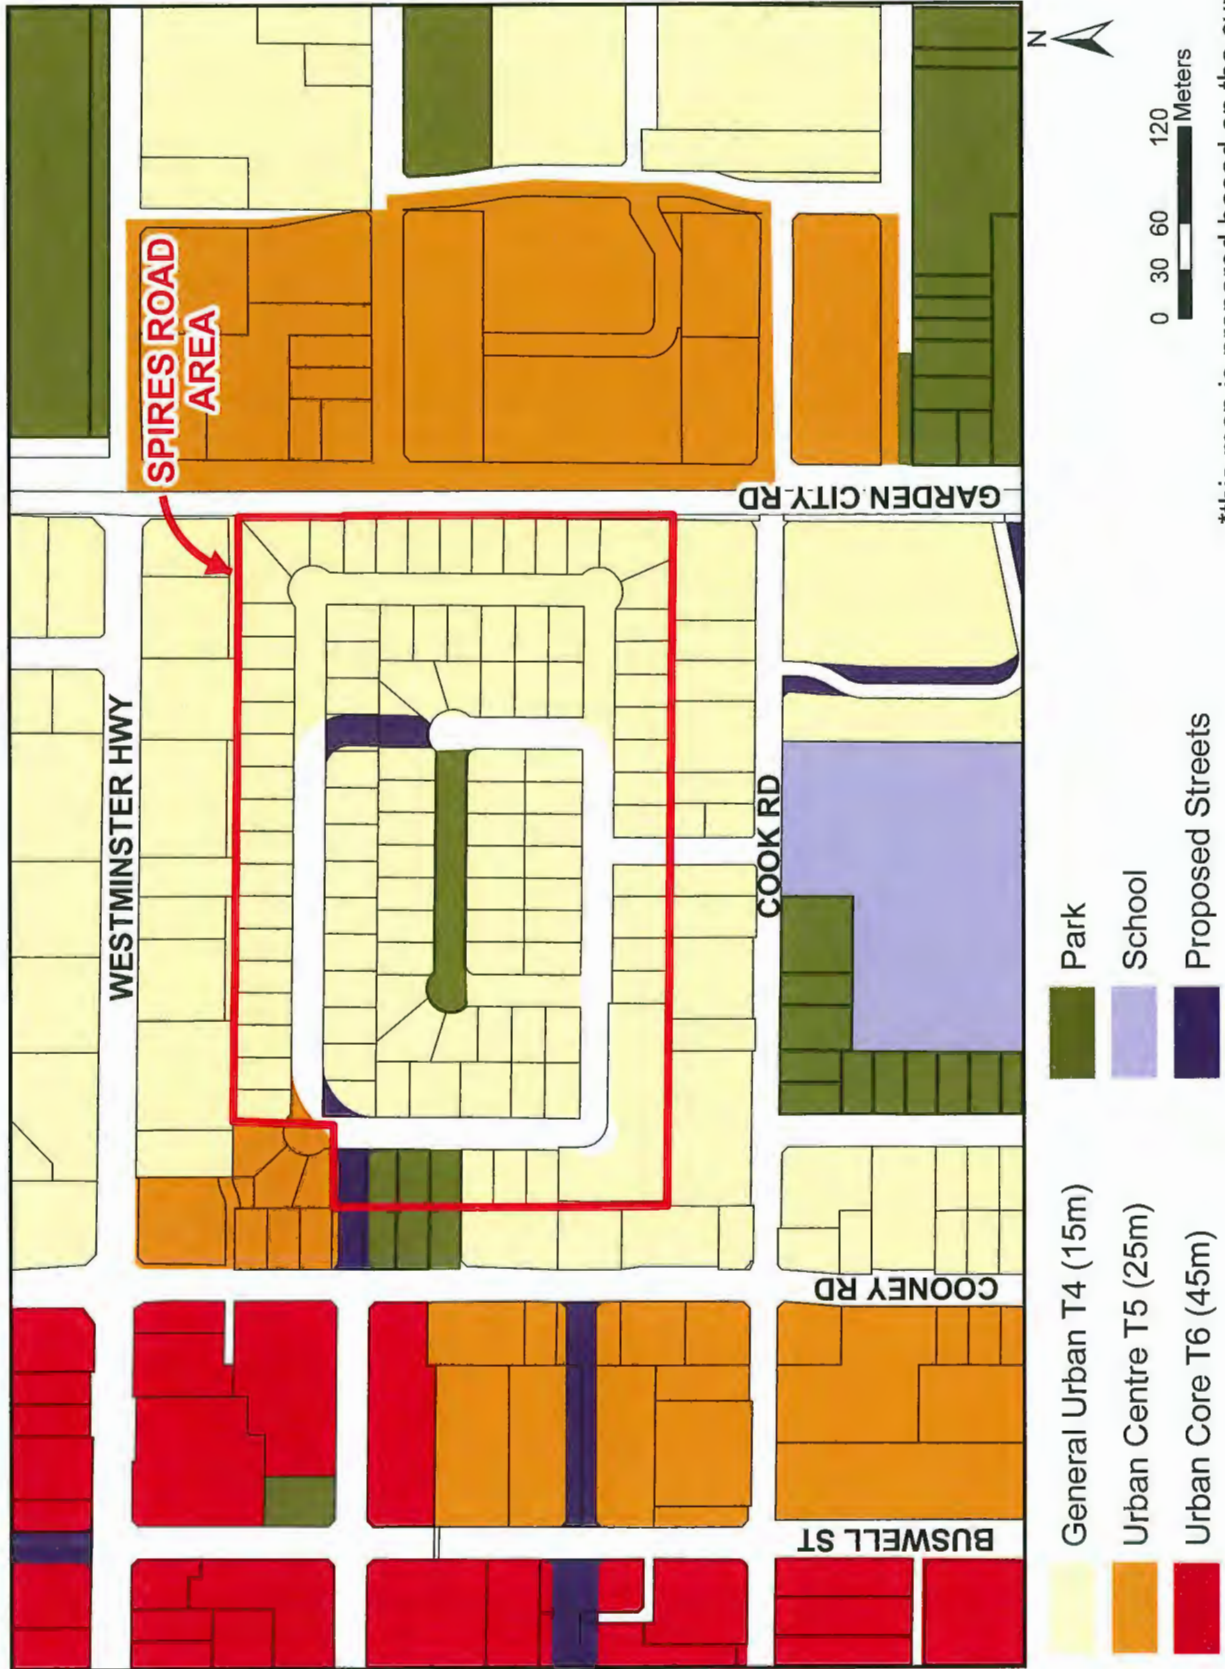 SPIRES ROAD
AREA
WESTMINSTER HWY
GARDEN CITY RD
COOK RD
COONEY RD
BUSWELL ST
N
0 30 60 120
Meters
General Urban T4 (15m)
Urban Centre T5 (25m)
Urban Core T6 (45m)
Park
School
Proposed Streets